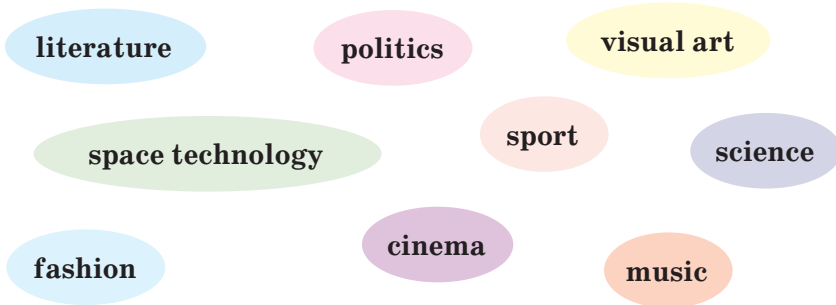 literature
politics
visual art
space technology
sport
science
fashion
cinema
music